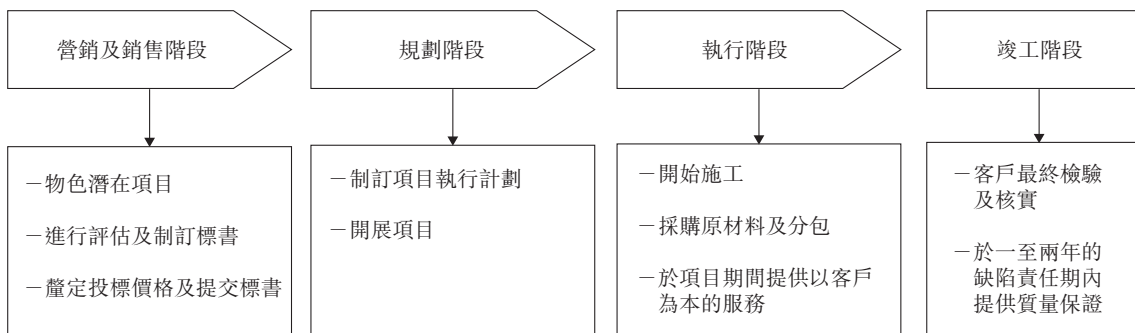 營銷及銷售階段
規劃階段
執行階段
竣工階段
－物色潛在項目
－進行評估及制訂標書
－釐定投標價格及提交標書
－制訂項目執行計劃
－開展項目
－開始施工
－採購原材料及分包
－於項目期間提供以客戶
為本的服務
－客戶最終檢驗
及核實
－於一至兩年的
缺陷責任期內
提供質量保證